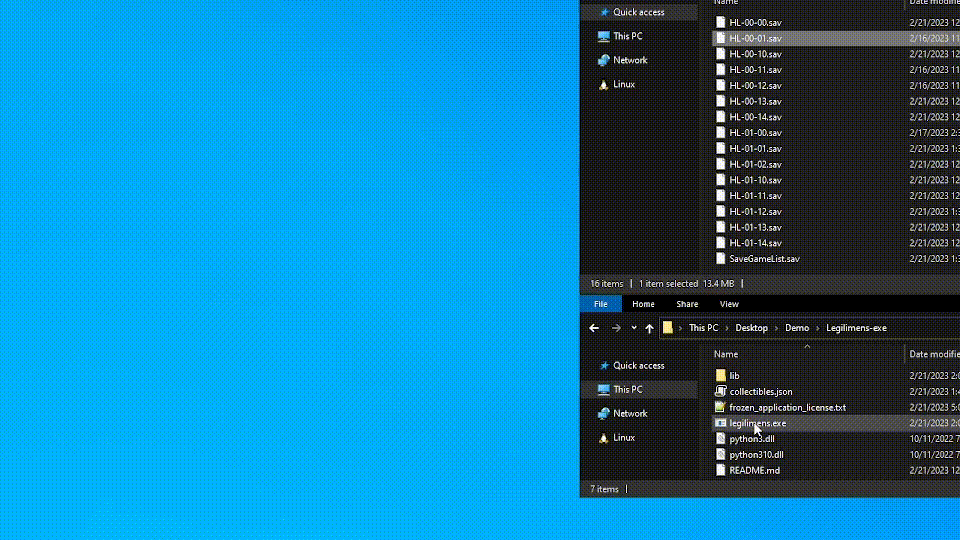 Name Date modifie
Quick access
This PC
Network
Linux
HL-00-00.sav 2/21/2023 12
HL-00-01.sav 2/16/2023 11
HL-00-10.sav 2/21/2023 12
HL-00-11.sav 2/16/2023 11
HL-00-12.sav 2/16/2023 11
HL-00-13.sav 2/21/2023 12
HL-00-14.sav 2/21/2023 12
HL-01-00.sav 2/17/2023 2:3
HL-01-01.sav 2/21/2023 1:3
HL-01-02.sav 2/21/2023 12
HL-01-10.sav 2/21/2023 12
HL-01-11.sav 2/21/2023 12
HL-01-12.sav 2/21/2023 1:3
HL-01-13.sav 2/21/2023 12
HL-01-14.sav 2/21/2023 12
SaveGameList.sav 2/21/2023 1:3
16 items 1 item selected 13.4 MB
File Home Share View
This PC Desktop Demo Legilimens-exe
Name Date modifie
Quick access
This PC
Network
Linux
lib 2/21/2023 2:0
collectibles.json 2/21/2023 1:4
frozen_application_license.txt 2/21/2023 5:0
legilimens.exe 2/21/2023 2:0
python3.dll 10/11/2022 7
python310.dll 10/11/2022 7
README.md 2/21/2023 12
7 items